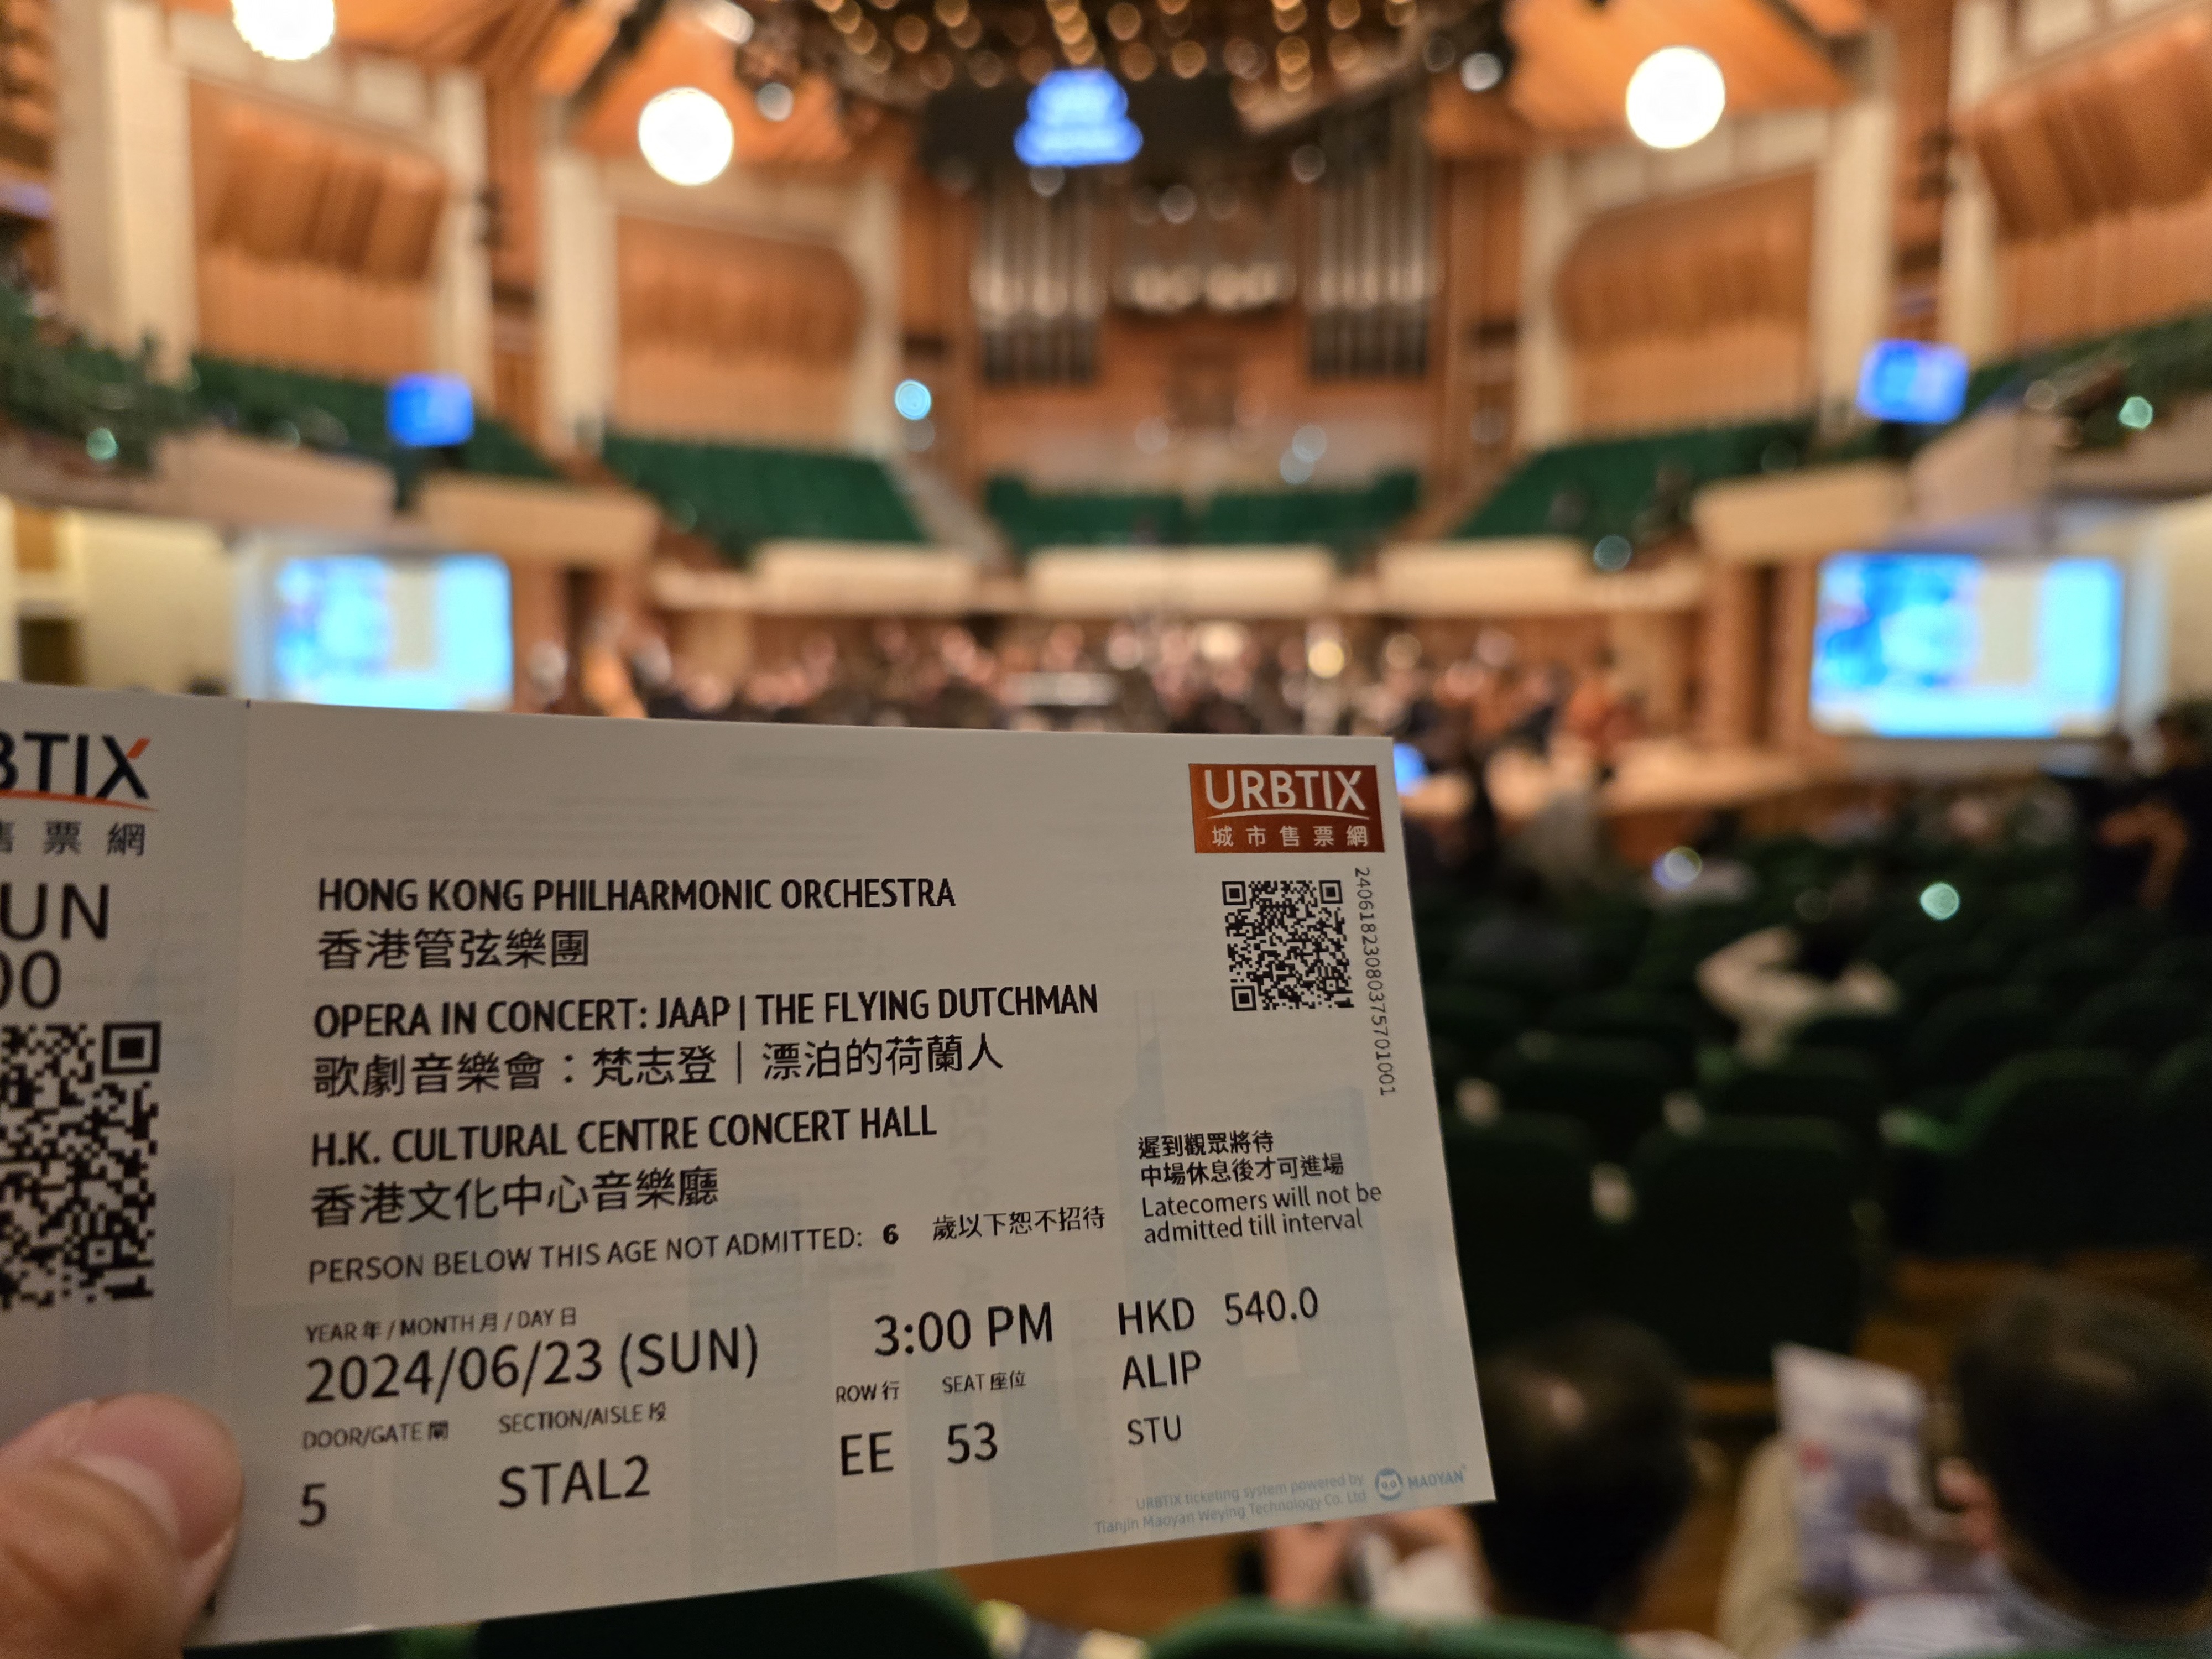 BTIX
售 票 網
UN
00
URBTIX
城 市 售 票 網
24061823080375701001
HONG KONG PHILHARMONIC ORCHESTRA
香港管弦樂團
OPERA IN CONCERT: JAAP | THE FLYING DUTCHMAN
歌劇音樂會：梵志登｜漂泊的荷蘭人
H.K. CULTURAL CENTRE CONCERT HALL
香港文化中心音樂廳
PERSON BELOW THIS AGE NOT ADMITTED: 6 歲以下恕不招待
遲到觀眾將待
中場休息後才可進場
Latecomers will not be
admitted till interval
YEAR 年 / MONTH 月 / DAY 日
2024/06/23 (SUN) 3:00 PM HKD 540.0
DOOR/GATE 閘 SECTION/AISLE 段 ROW 行 SEAT 座位 ALIP
5 STAL2 EE 53 STU
URBTIX ticketing system powered by
Tianjin Maoyan Weying Technology Co. Ltd
MAOYAN